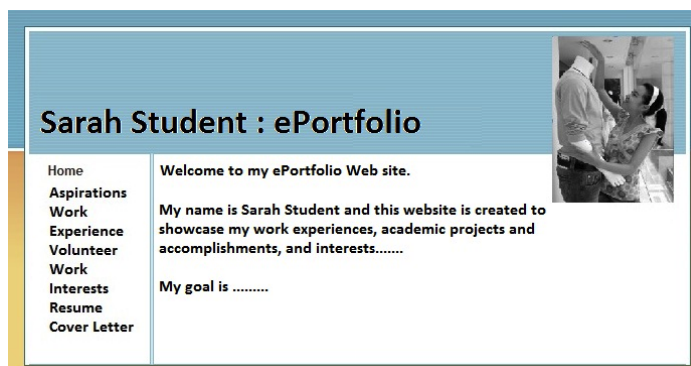 Sarah Student : ePortfolio
Home
Aspirations
Work
Experience
Volunteer
Work
Interests
Resume
Cover Letter
Welcome to my ePortfolio Web site.
My name is Sarah Student and this website is created to
showcase my work experiences, academic projects and
accomplishments, and interests.......
My goal is .........